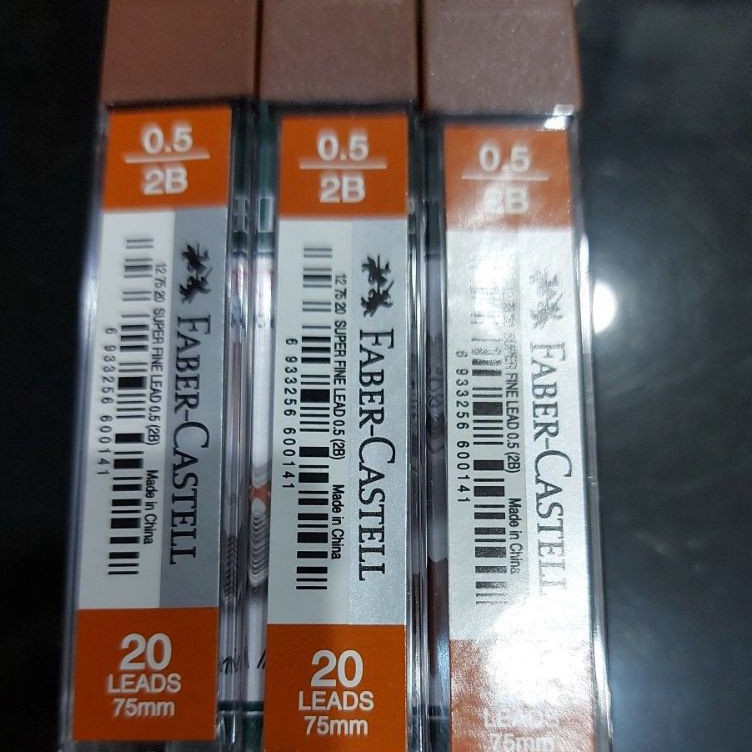 0.5
2B
FABER-CASTELL
12 75 20 SUPER FINE LEAD 0.5 (2B) Made in China
6 933256 600141
20
LEADS
75mm
0.5
2B
FABER-CASTELL
12 75 20 SUPER FINE LEAD 0.5 (2B) Made in China
6 933256 600141
20
LEADS
75mm
0.5
2B
FABER-CASTELL
SUPER FINE LEAD 0.5 (2B) Made in China
6 933256 600141
LEADS
75mm